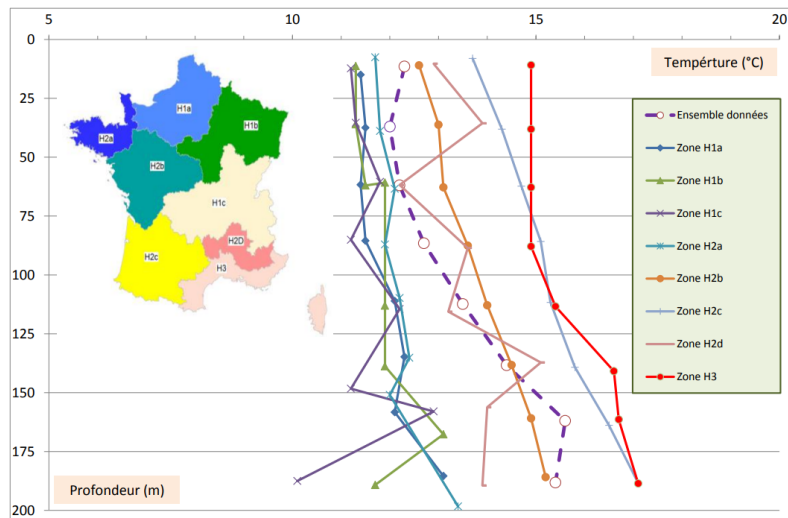 5 10 15 20
0
Tempérture (°C)
25
50
75
100
125
150
175
200
H1a
H2a
H1b
H2b
H1c
H2D
H2c
H3
Ensemble données
Zone H1a
Zone H1b
Zone H1c
Zone H2a
Zone H2b
Zone H2c
Zone H2d
Zone H3
Profondeur (m)